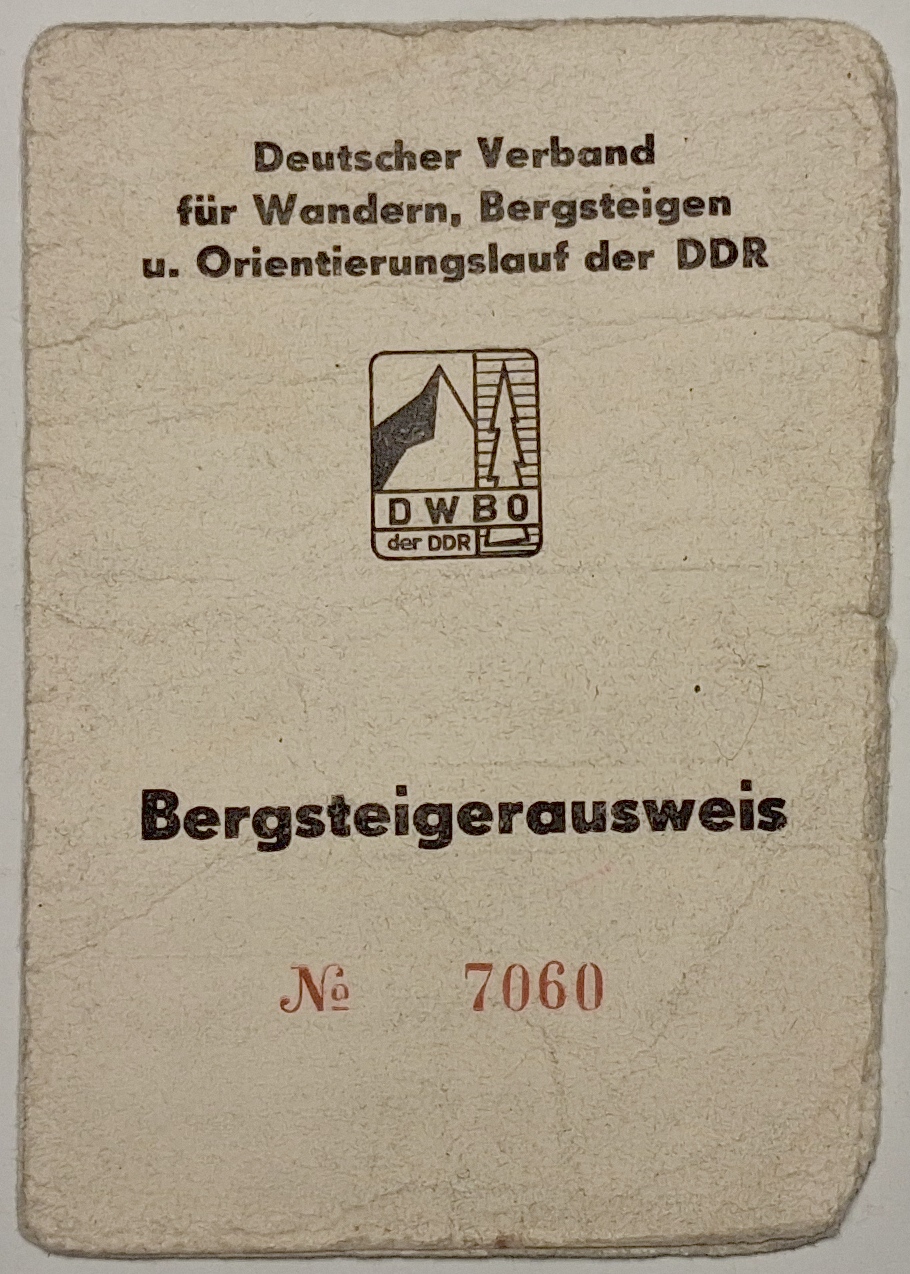 Deutscher Verband
für Wandern, Bergsteigen
u. Orientierungslauf der DDR
DWBO
der DDR
Bergsteigerausweis
№ 7060